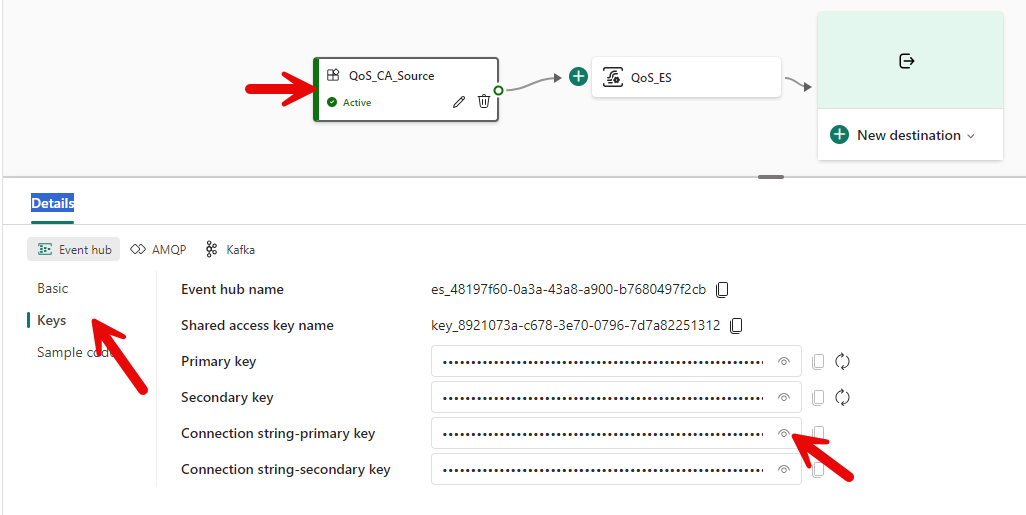 QoS_CA_Source
Active
QoS_ES
New destination
Details
Event hub
AMQP
Kafka
Basic
Keys
Sample code
Event hub name
es_48197f60-0a3a-43a8-a900-b7680497f2cb
Shared access key name
key_8921073a-c678-3e70-0796-7d7a82251312
Primary key
••••••••••••••••••••••••••••••••••••••••••••••••••••••
Secondary key
••••••••••••••••••••••••••••••••••••••••••••••••••••••
Connection string-primary key
••••••••••••••••••••••••••••••••••••••••••••••••••••••
Connection string-secondary key
••••••••••••••••••••••••••••••••••••••••••••••••••••••